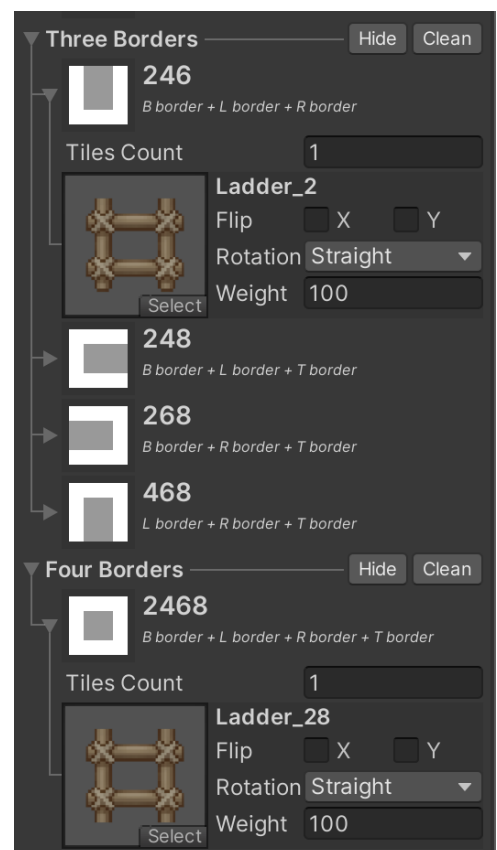 Three Borders Hide Clean
246
B border + L border + R border
Tiles Count 1
Ladder_2
Flip X Y
Rotation Straight
Select Weight 100
248
B border + L border + T border
268
B border + R border + T border
468
L border + R border + T border
Four Borders Hide Clean
2468
B border + L border + R border + T border
Tiles Count 1
Ladder_28
Flip X Y
Rotation Straight
Select Weight 100